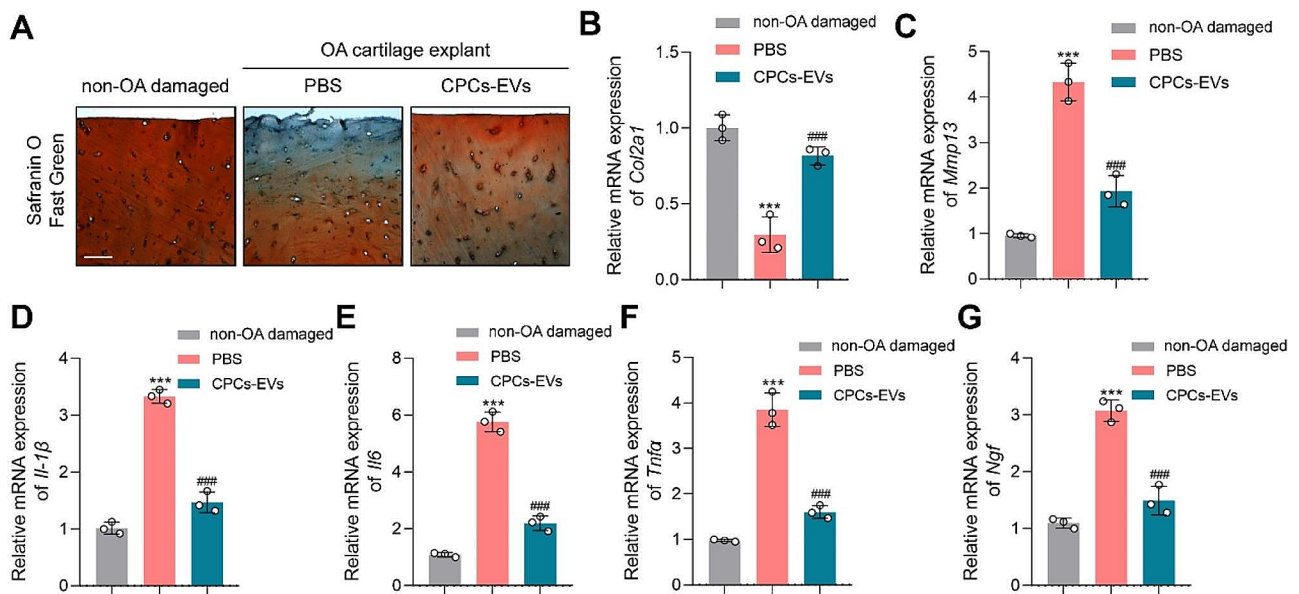 A
OA cartilage explant
non-OA damaged
PBS
CPCs-EVs
Safranin O
Fast Green
B
non-OA damaged
PBS
CPCs-EVs
Relative mRNA expression
of Col2a1
1.5
1.0
0.5
0.0
***
###
C
non-OA damaged
PBS
CPCs-EVs
Relative mRNA expression
of Mmp13
5
4
3
2
1
0
***
###
D
non-OA damaged
PBS
CPCs-EVs
Relative mRNA expression
of Il-1β
4
3
2
1
0
***
###
E
non-OA damaged
PBS
CPCs-EVs
Relative mRNA expression
of Il6
8
6
4
2
0
***
###
F
non-OA damaged
PBS
CPCs-EVs
Relative mRNA expression
of Tnfα
5
4
3
2
1
0
***
###
G
non-OA damaged
PBS
CPCs-EVs
Relative mRNA expression
of Ngf
4
3
2
1
0
***
###